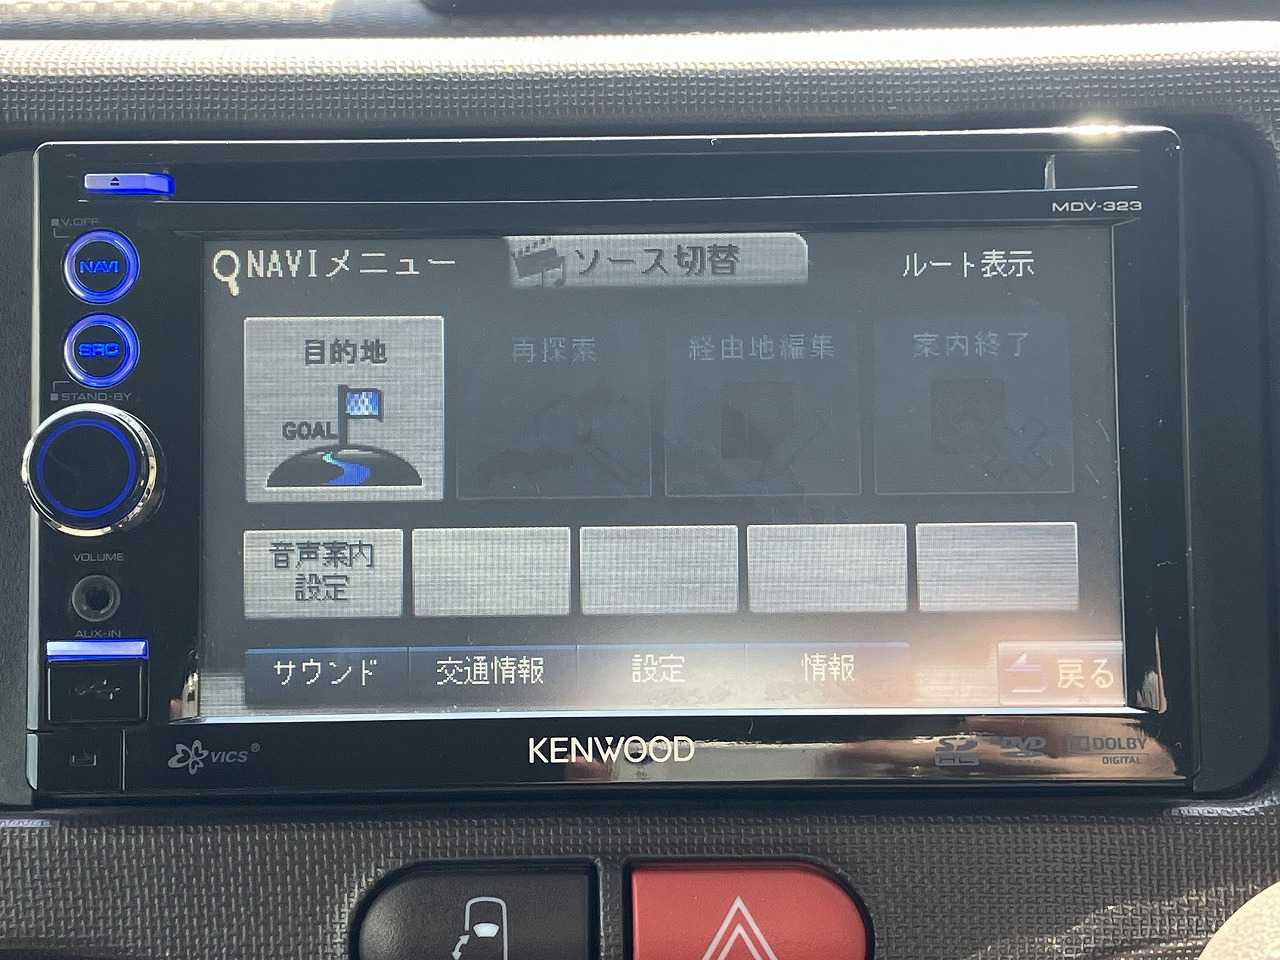 V.OFF
MDV-323
NAVI
NAVIメニュー
ソース切替
ルート表示
SRC
目的地
再探索
経由地編集
案内終了
STAND-BY
GOAL
音声案内
設定
VOLUME
AUX-IN
サウンド
交通情報
設定
情報
戻る
VICS®
KENWOOD
SD
HC
DVD
DOLBY
DIGITAL